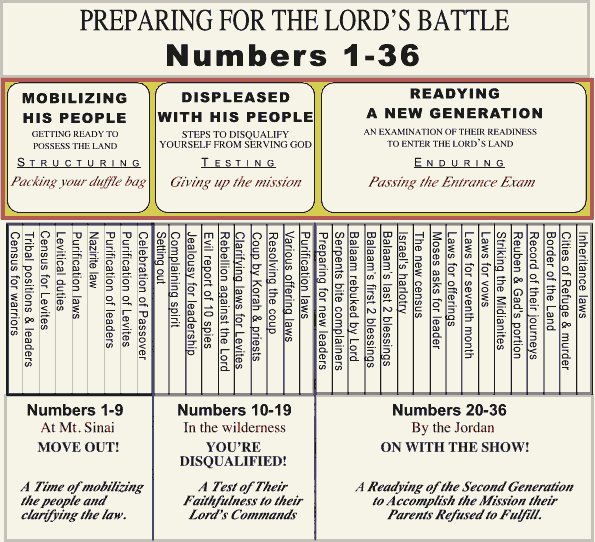 PREPARING FOR THE LORD'S BATTLE
Numbers 1-36
MOBILIZING
HIS PEOPLE
GETTING READY TO
POSSESS THE LAND
STRUCTURING
Packing your duffle bag
DISPLEASED
WITH HIS PEOPLE
STEPS TO DISQUALIFY
YOURSELF FROM SERVING GOD
TESTING
Giving up the mission
READYING
A NEW GENERATION
AN EXAMINATION OF THEIR READINESS
TO ENTER THE LORD'S LAND
ENDURING
Passing the Entrance Exam
Census for warriors
Tribal positions & leaders
Census for Levites
Levitical duties
Purification laws
Nazirite law
Purification of leaders
Purification of Levites
Celebration of Passover
Setting out
Complaining spirit
Jealousy for leadership
Evil report of 10 spies
Rebellion against the Lord
Clarifying laws for Levites
Coup by Korah & priests
Resolving the coup
Various offering laws
Purification laws
Preparing for new leaders
Serpents bite complainers
Balaam rebuked by Lord
Balaam's first 2 blessings
Balaam's last 2 blessings
Israel's harlotry
The new census
Moses asks for leader
Laws for offerings
Laws for seventh month
Laws for vows
Striking the Midianites
Reuben & Gad's portion
Record of their journeys
Border of the Land
Cities of Refuge & murder
Inheritance laws
Numbers 1-9
At Mt. Sinai
MOVE OUT!
A Time of mobilizing
the people and
clarifying the law.
Numbers 10-19
In the wilderness
YOU'RE
DISQUALIFIED!
A Test of Their
Faithfulness to their
Lord's Commands
Numbers 20-36
By the Jordan
ON WITH THE SHOW!
A Readying of the Second Generation
to Accomplish the Mission their
Parents Refused to Fulfill.